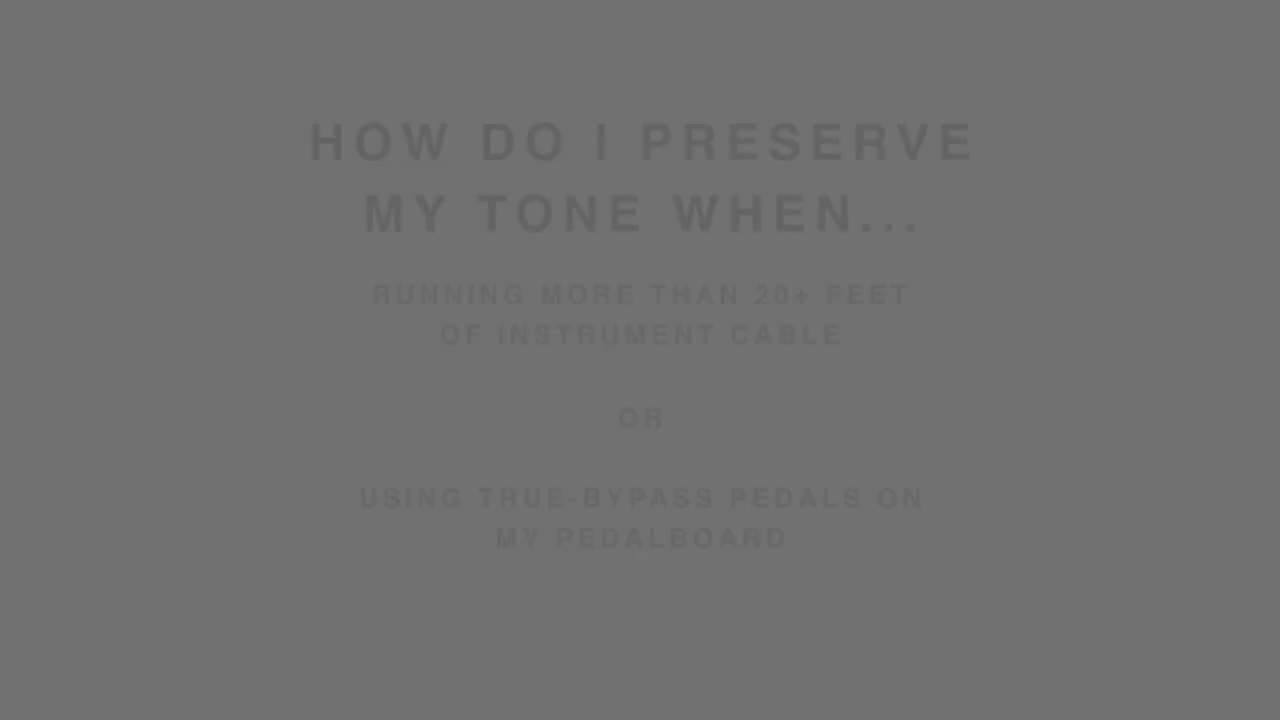 HOW DO I PRESERVE
MY TONE WHEN...
RUNNING MORE THAN 20+ FEET
OF INSTRUMENT CABLE
OR
USING TRUE-BYPASS PEDALS ON
MY PEDALBOARD